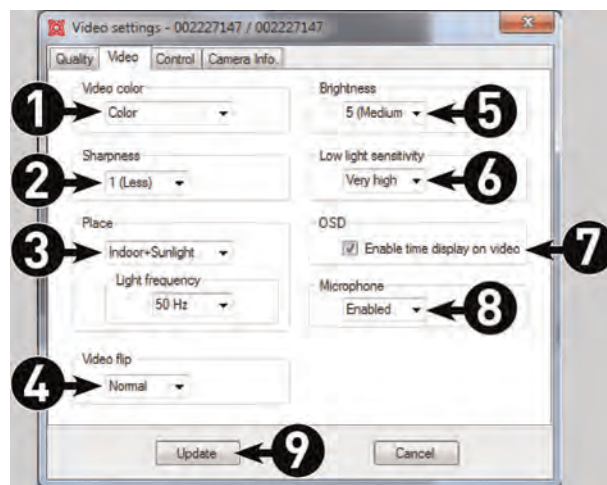 Video settings - 002227147 / 002227147
Quality Video Control Camera Info.
Video color
1 Color
Brightness
5 (Medium 5
Sharpness
2 1 (Less)
Low light sensitivity
Very high 6
Place
3 Indoor+Sunlight
Light frequency
50 Hz
OSD
Enable time display on video 7
Microphone
Enabled 8
Video flip
4 Normal
Update 9 Cancel